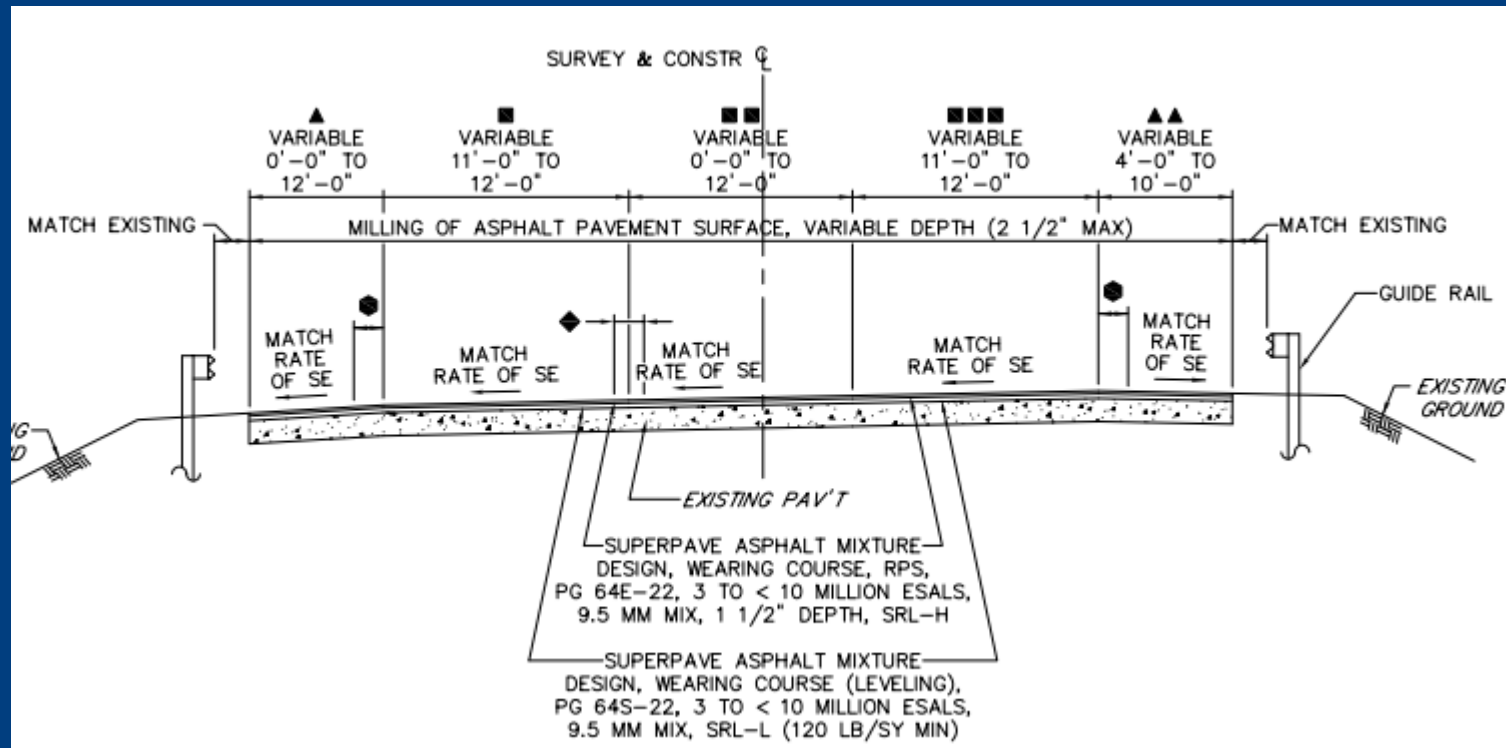 SURVEY & CONSTR ℄
▲
VARIABLE
0'-0" TO
12'-0"
■
VARIABLE
11'-0" TO
12'-0"
■ ■
VARIABLE
0'-0" TO
12'-0"
■ ■ ■
VARIABLE
11'-0" TO
12'-0"
▲ ▲
VARIABLE
4'-0" TO
10'-0"
MATCH EXISTING
MILLING OF ASPHALT PAVEMENT SURFACE, VARIABLE DEPTH (2 1/2" MAX)
MATCH EXISTING
GUIDE RAIL
MATCH
RATE
OF SE
MATCH
RATE OF SE
MATCH
RATE OF SE
MATCH
RATE OF SE
MATCH
RATE
OF SE
EXISTING
GROUND
EXISTING PAV'T
SUPERPAVE ASPHALT MIXTURE
DESIGN, WEARING COURSE, RPS,
PG 64E-22, 3 TO < 10 MILLION ESALS,
9.5 MM MIX, 1 1/2" DEPTH, SRL-H
SUPERPAVE ASPHALT MIXTURE
DESIGN, WEARING COURSE (LEVELING),
PG 64S-22, 3 TO < 10 MILLION ESALS,
9.5 MM MIX, SRL-L (120 LB/SY MIN)